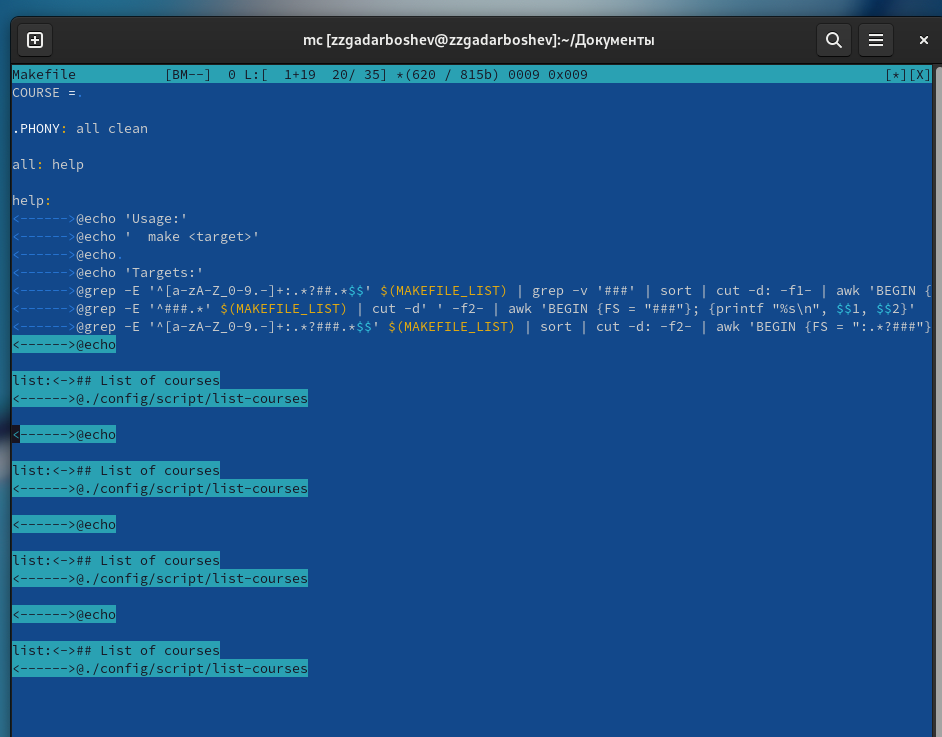 mc [zzgadarboshev@zzgadarboshev]:~/Документы
Makefile [BM--] 0 L:[ 1+19 20/ 35] *(620 / 815b) 0009 0x009 [*][X]
COURSE =.
.PHONY: all clean
all: help
help:
<------>@echo 'Usage:'
<------>@echo '  make <target>'
<------>@echo.
<------>@echo 'Targets:'
<------>@grep -E '^[a-zA-Z_0-9.-]+:.*?##.*$$' $(MAKEFILE_LIST) | grep -v '###' | sort | cut -d: -f1- | awk 'BEGIN {
<------>@grep -E '^###.*' $(MAKEFILE_LIST) | cut -d' ' -f2- | awk 'BEGIN {FS = "###"}; {printf "%s\n", $$1, $$2}'
<------>@grep -E '^[a-zA-Z_0-9.-]+:.*?###.*$$' $(MAKEFILE_LIST) | sort | cut -d: -f2- | awk 'BEGIN {FS = ":.*?###"}
<------>@echo
list:<->## List of courses
<------>@./config/script/list-courses
<------>@echo
list:<->## List of courses
<------>@./config/script/list-courses
<------>@echo
list:<->## List of courses
<------>@./config/script/list-courses
<------>@echo
list:<->## List of courses
<------>@./config/script/list-courses